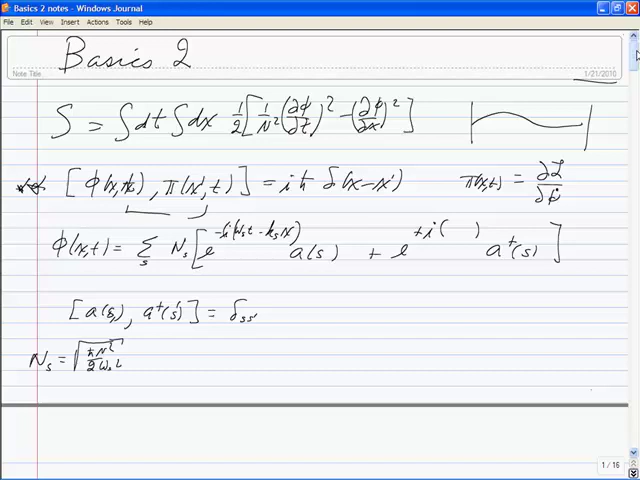 Basics 2 notes - Windows Journal
File Edit View Insert Actions Tools Help
Basics 2
Note Title
1/21/2010
S = ∫dt ∫dx 1/2 [1/N² (∂φ/∂t)² - (∂φ/∂x)²]
[φ(x,t), π(x',t)] = iħ δ(x-x') π(x,t) = ∂L/∂φ̇
φ(x,t) = Σ_s N_s [e^{-i(ω_s t - k_s x)} a(s) + e^{+i( )} a⁺(s)]
[a(s), a⁺(s')] = δ_ss'
N_s = √(ħN²/2ω_s L)
1 / 16